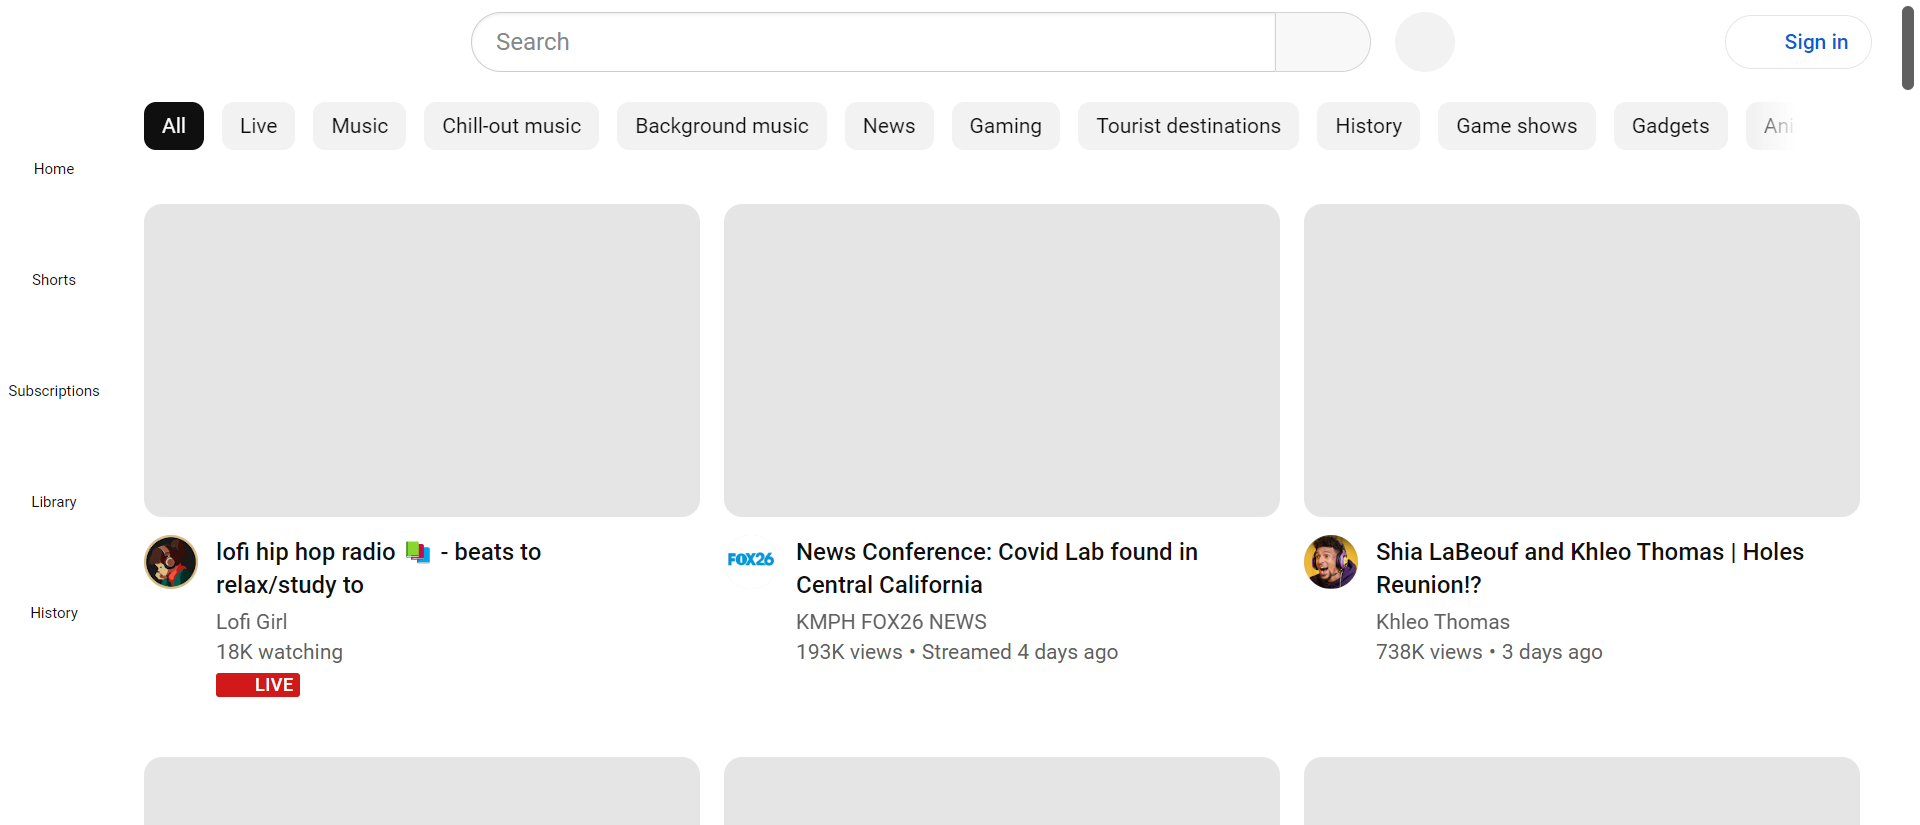 Search
Sign in
All
Live
Music
Chill-out music
Background music
News
Gaming
Tourist destinations
History
Game shows
Gadgets
Ani
Home
Shorts
Subscriptions
Library
History
lofi hip hop radio 📚 - beats to
relax/study to
Lofi Girl
18K watching
LIVE
FOX26
News Conference: Covid Lab found in
Central California
KMPH FOX26 NEWS
193K views • Streamed 4 days ago
Shia LaBeouf and Khleo Thomas | Holes
Reunion!?
Khleo Thomas
738K views • 3 days ago